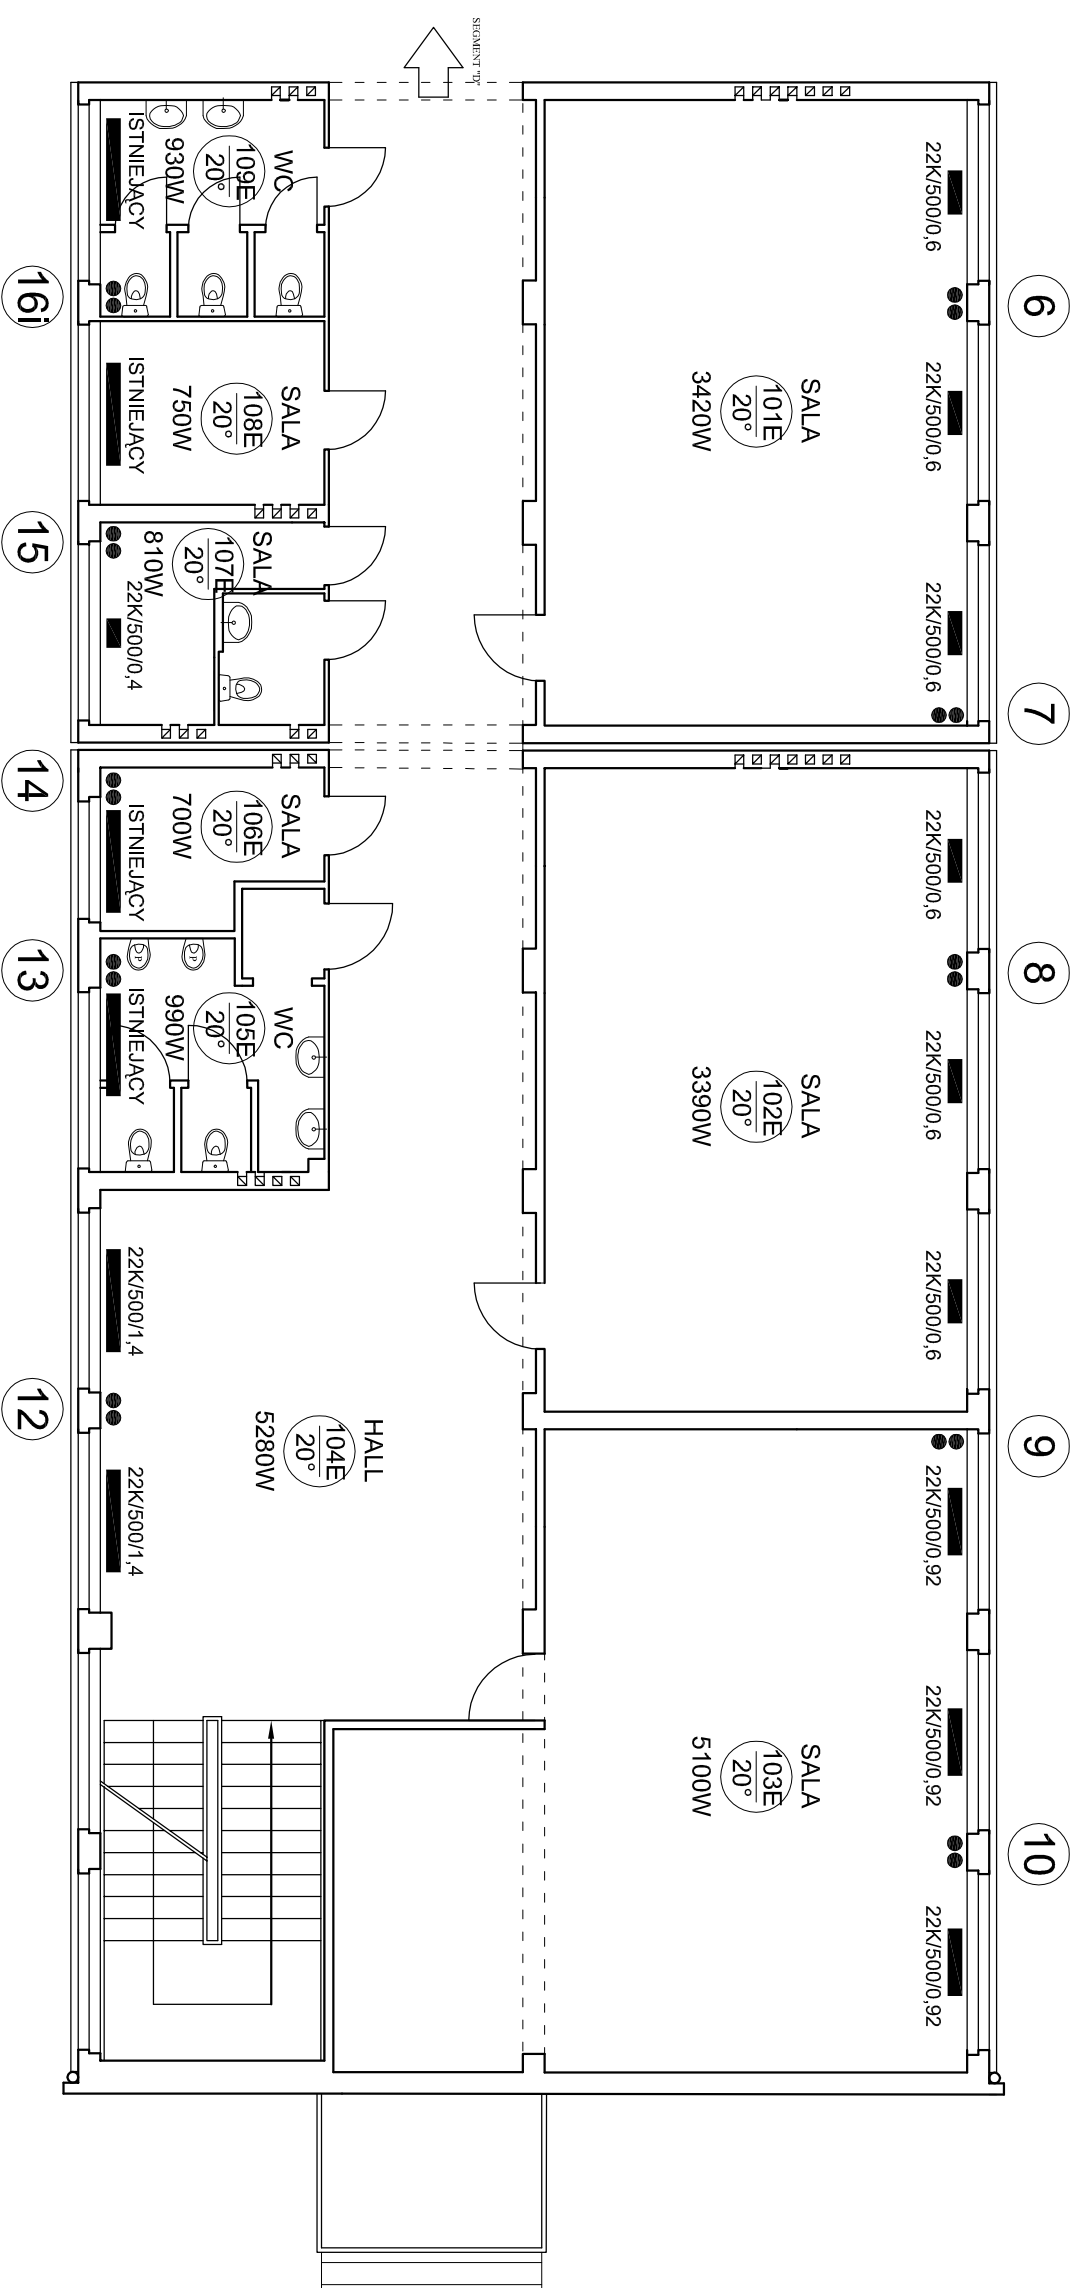 SEGMENT "D"
6
7
8
9
10
22K/500/0,6
22K/500/0,6
22K/500/0,6
22K/500/0,6
22K/500/0,6
22K/500/0,6
22K/500/0,92
22K/500/0,92
22K/500/0,92
SALA
101E
20°
3420W
SALA
102E
20°
3390W
SALA
103E
20°
5100W
WC
109E
20°
930W
ISTNIEJĄCY
SALA
108E
20°
750W
ISTNIEJĄCY
SALA
107E
20°
810W
22K/500/0,4
SALA
106E
20°
700W
ISTNIEJĄCY
WC
105E
20°
990W
ISTNIEJĄCY
P
P
HALL
104E
20°
5280W
22K/500/1,4
22K/500/1,4
16i
15
14
13
12